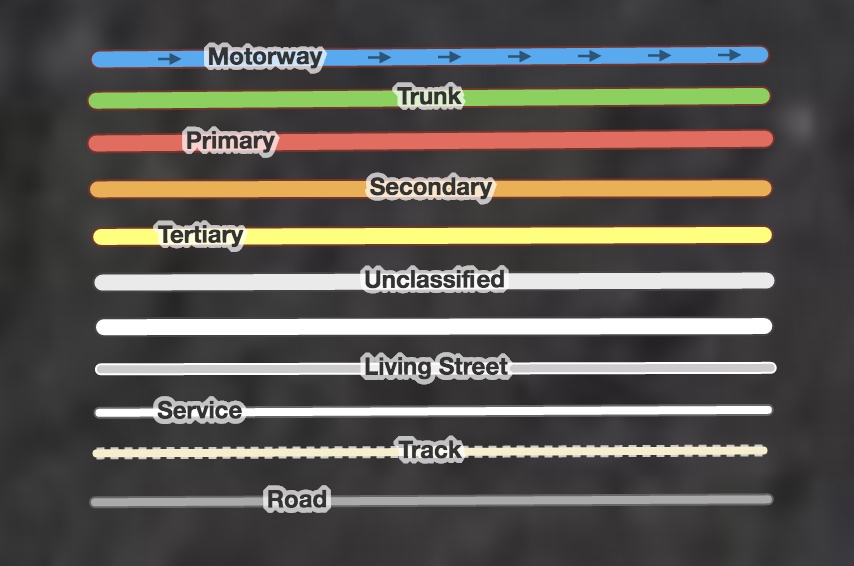 Motorway
Trunk
Primary
Secondary
Tertiary
Unclassified
Living Street
Service
Track
Road